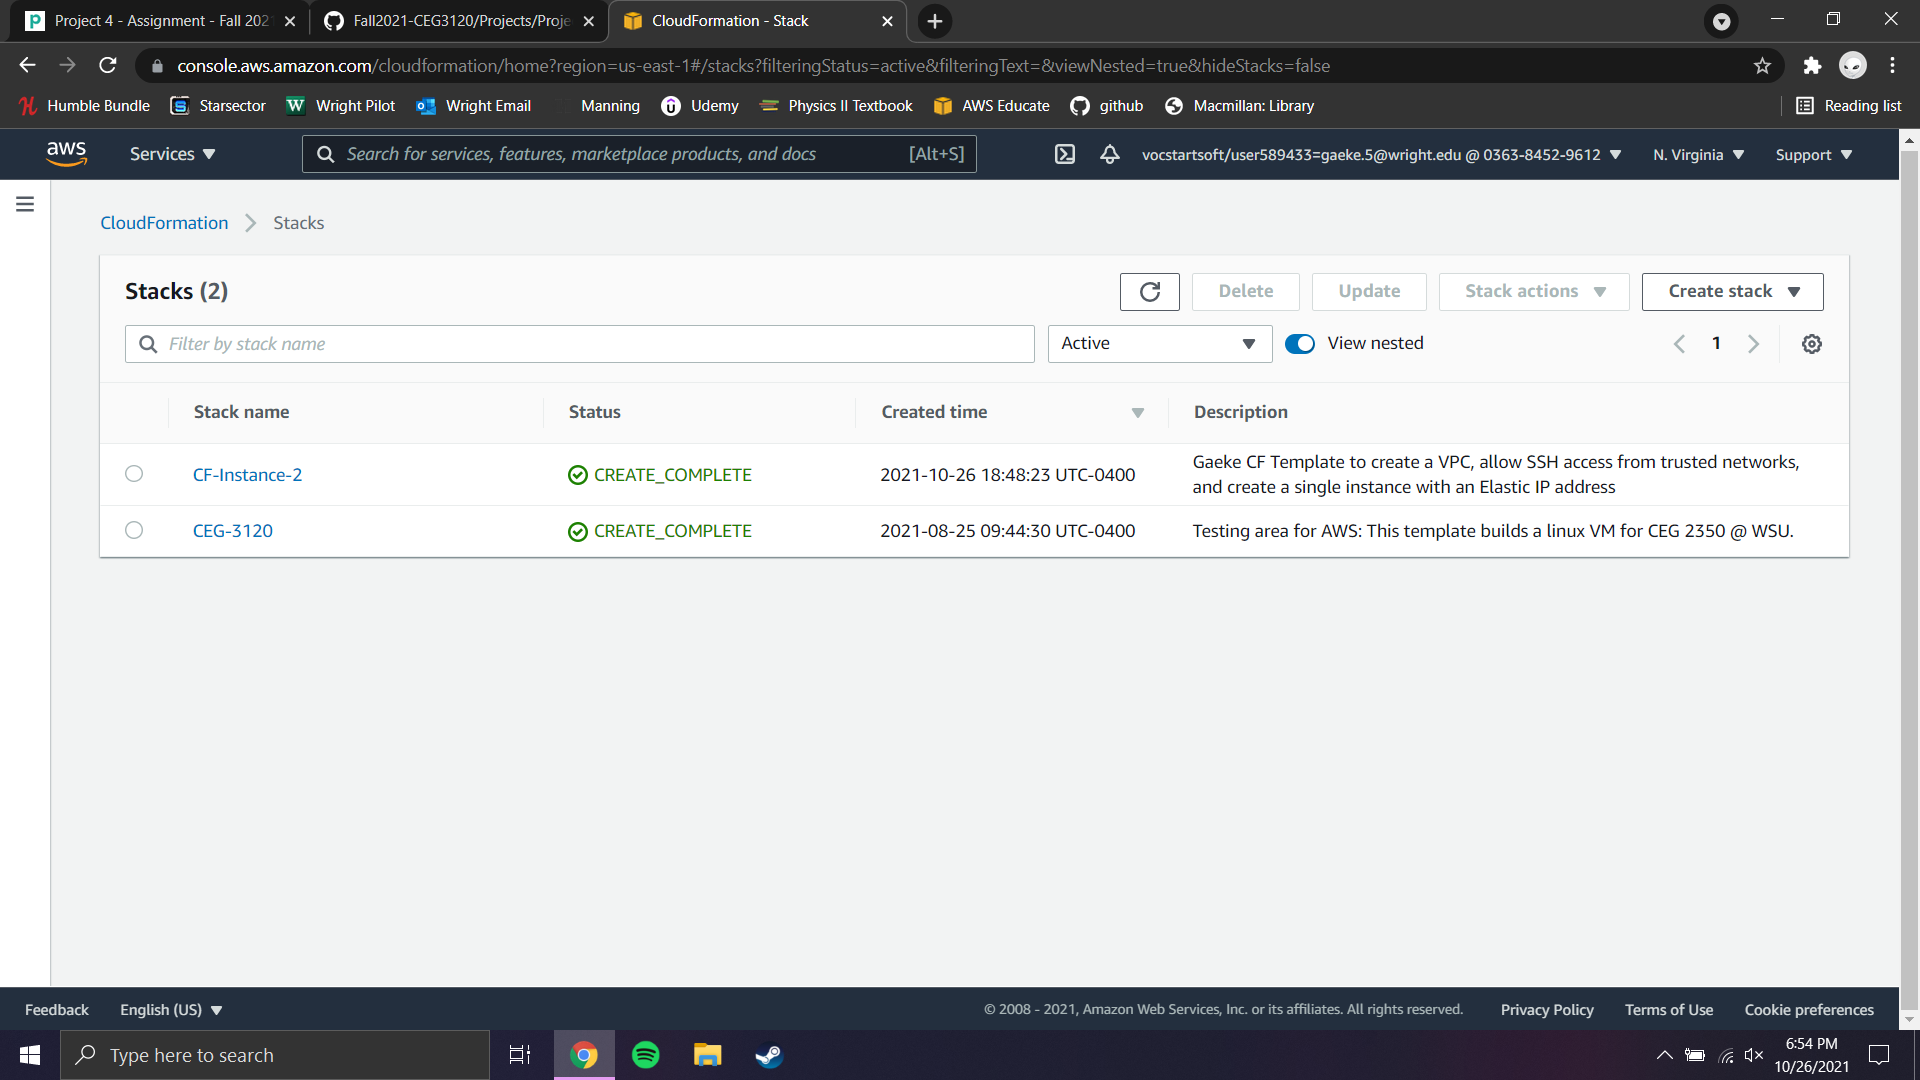 Project 4 - Assignment - Fall 202
Fall2021-CEG3120/Projects/Proje
CloudFormation - Stack
console.aws.amazon.com/cloudformation/home?region=us-east-1#/stacks?filteringStatus=active&filteringText=&viewNested=true&hideStacks=false
Humble Bundle Starsector Wright Pilot Wright Email Manning Udemy Physics II Textbook AWS Educate github Macmillan: Library Reading list
aws Services Search for services, features, marketplace products, and docs [Alt+S] vocstartsoft/user589433=gaeke.5@wright.edu @ 0363-8452-9612 N. Virginia Support
CloudFormation Stacks
Stacks (2) Delete Update Stack actions Create stack
Filter by stack name Active View nested 1
Stack name Status Created time Description
CF-Instance-2 CREATE_COMPLETE 2021-10-26 18:48:23 UTC-0400 Gaeke CF Template to create a VPC, allow SSH access from trusted networks,
and create a single instance with an Elastic IP address
CEG-3120 CREATE_COMPLETE 2021-08-25 09:44:30 UTC-0400 Testing area for AWS: This template builds a linux VM for CEG 2350 @ WSU.
Feedback English (US) © 2008 - 2021, Amazon Web Services, Inc. or its affiliates. All rights reserved. Privacy Policy Terms of Use Cookie preferences
Type here to search
6:54 PM
10/26/2021